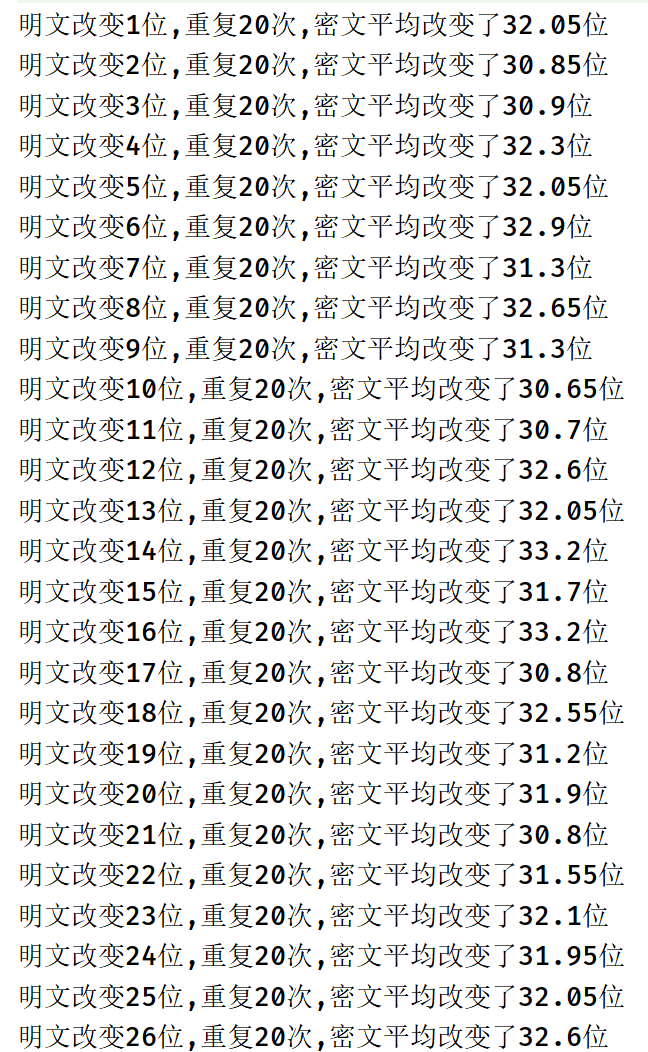 明文改变1位,重复20次,密文平均改变了32.05位
明文改变2位,重复20次,密文平均改变了30.85位
明文改变3位,重复20次,密文平均改变了30.9位
明文改变4位,重复20次,密文平均改变了32.3位
明文改变5位,重复20次,密文平均改变了32.05位
明文改变6位,重复20次,密文平均改变了32.9位
明文改变7位,重复20次,密文平均改变了31.3位
明文改变8位,重复20次,密文平均改变了32.65位
明文改变9位,重复20次,密文平均改变了31.3位
明文改变10位,重复20次,密文平均改变了30.65位
明文改变11位,重复20次,密文平均改变了30.7位
明文改变12位,重复20次,密文平均改变了32.6位
明文改变13位,重复20次,密文平均改变了32.05位
明文改变14位,重复20次,密文平均改变了33.2位
明文改变15位,重复20次,密文平均改变了31.7位
明文改变16位,重复20次,密文平均改变了33.2位
明文改变17位,重复20次,密文平均改变了30.8位
明文改变18位,重复20次,密文平均改变了32.55位
明文改变19位,重复20次,密文平均改变了31.2位
明文改变20位,重复20次,密文平均改变了31.9位
明文改变21位,重复20次,密文平均改变了30.8位
明文改变22位,重复20次,密文平均改变了31.55位
明文改变23位,重复20次,密文平均改变了32.1位
明文改变24位,重复20次,密文平均改变了31.95位
明文改变25位,重复20次,密文平均改变了32.05位
明文改变26位,重复20次,密文平均改变了32.6位